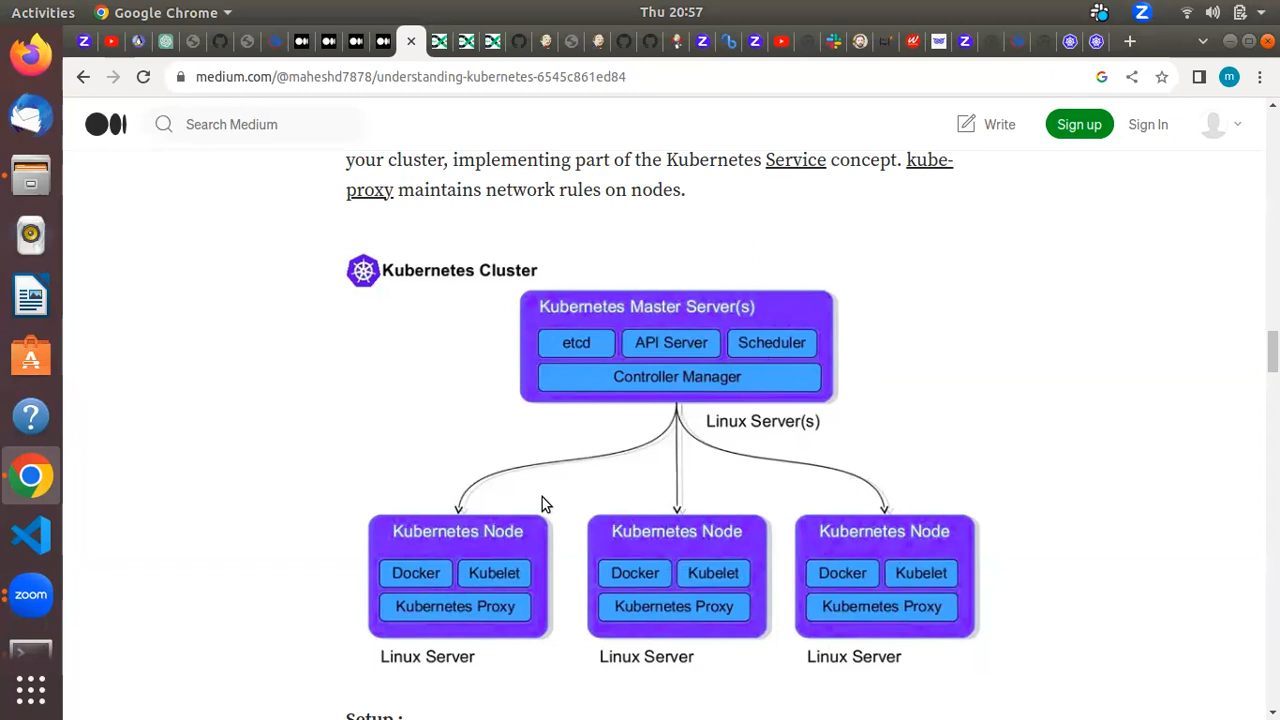 Activities
Google Chrome
Thu 20:57
medium.com/@maheshd7878/understanding-kubernetes-6545c861ed84
m
Search Medium
Write
Sign up
Sign In
your cluster, implementing part of the Kubernetes Service concept. kube-
proxy maintains network rules on nodes.
Kubernetes Cluster
Kubernetes Master Server(s)
etcd
API Server
Scheduler
Controller Manager
Linux Server(s)
Kubernetes Node
Kubernetes Node
Kubernetes Node
Docker
Kubelet
Docker
Kubelet
Docker
Kubelet
Kubernetes Proxy
Kubernetes Proxy
Kubernetes Proxy
Linux Server
Linux Server
Linux Server
zoom
Setup :